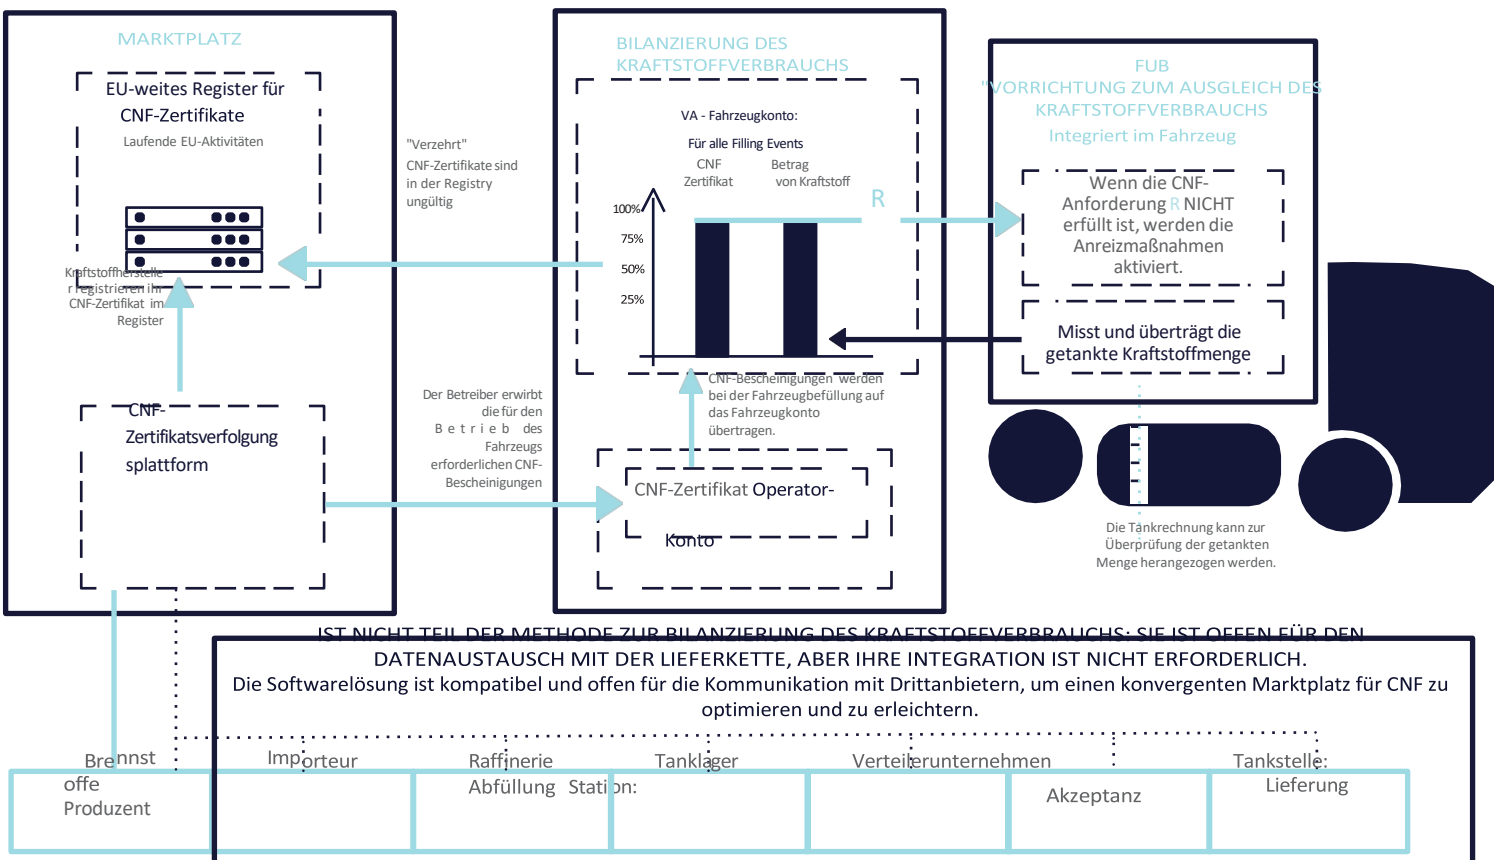 MARKTPLATZ
EU-weites Register für
CNF-Zertifikate
Laufende EU-Aktivitäten
Kraftstoffherstelle
r registrieren ihr
CNF-Zertifikat im
Register
CNF-
Zertifikatsverfolgung
splattform
"Verzehrt"
CNF-Zertifikate sind
in der Registry
ungültig
Der Betreiber erwirbt
die für den
Betrieb des
Fahrzeugs
erforderlichen CNF-
Bescheinigungen
BILANZIERUNG DES
KRAFTSTOFFVERBRAUCHS
VA - Fahrzeugkonto:
Für alle Filling Events
CNF Betrag
Zertifikat von Kraftstoff
R
100%
75%
50%
25%
CNF-Bescheinigungen werden
bei der Fahrzeugbefüllung auf
das Fahrzeugkonto
übertragen.
CNF-Zertifikat Operator-
Konto
FUB
"VORRICHTUNG ZUM AUSGLEICH DES
KRAFTSTOFFVERBRAUCHS
Integriert im Fahrzeug
Wenn die CNF-
Anforderung R NICHT
erfüllt ist, werden die
Anreizmaßnahmen
aktiviert.
Misst und überträgt die
getankte Kraftstoffmenge
Die Tankrechnung kann zur
Überprüfung der getankten
Menge herangezogen werden.
IST NICHT TEIL DER METHODE ZUR BILANZIERUNG DES KRAFTSTOFFVERBRAUCHS: SIE IST OFFEN FÜR DEN
DATENAUSTAUSCH MIT DER LIEFERKETTE, ABER IHRE INTEGRATION IST NICHT ERFORDERLICH.
Die Softwarelösung ist kompatibel und offen für die Kommunikation mit Drittanbietern, um einen konvergenten Marktplatz für CNF zu
optimieren und zu erleichtern.
Brennst
offe
Produzent
Importeur
Raffinerie
Abfüllung Station:
Tanklager
Verteilerunternehmen
Akzeptanz
Tankstelle:
Lieferung